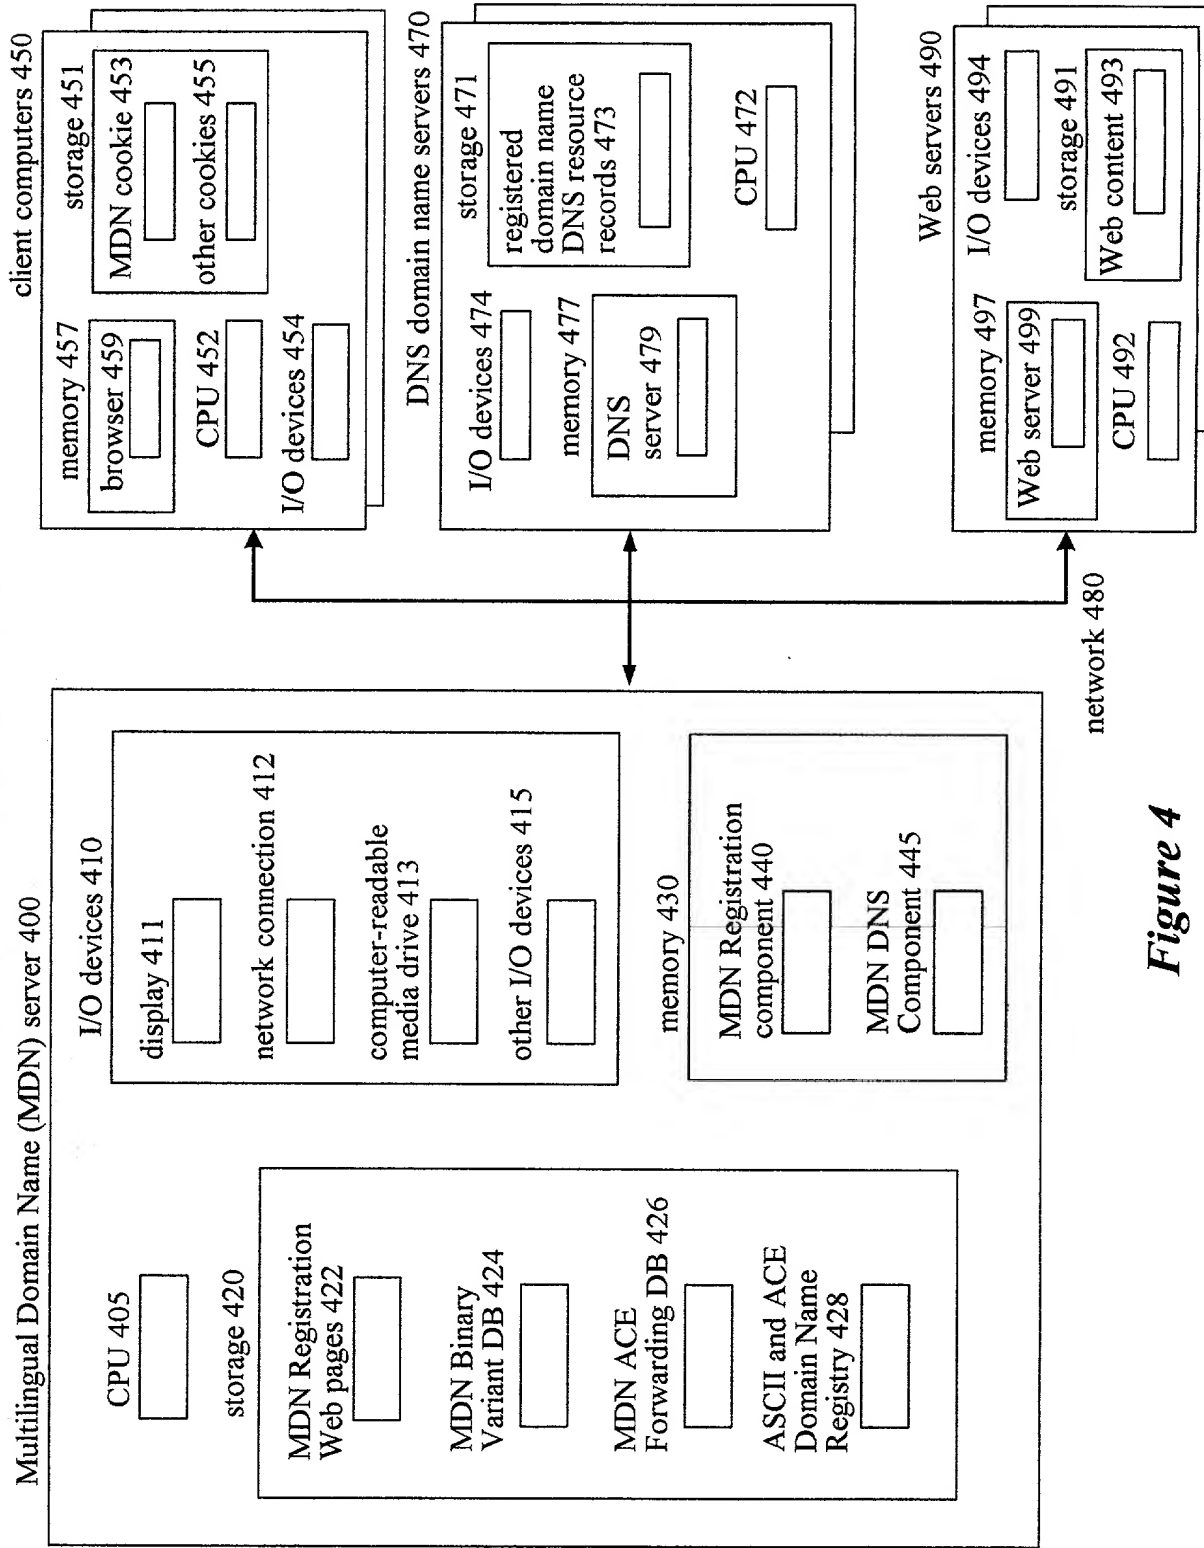 Multilingual Domain Name (MDN) server 400
CPU 405
storage 420
MDN Registration
Web pages 422
MDN Binary
Variant DB 424
MDN ACE
Forwarding DB 426
ASCII and ACE
Domain Name
Registry 428
I/O devices 410
display 411
network connection 412
computer-readable
media drive 413
other I/O devices 415
memory 430
MDN Registration
component 440
MDN DNS
Component 445
network 480
client computers 450
memory 457
browser 459
CPU 452
I/O devices 454
storage 451
MDN cookie 453
other cookies 455
DNS domain name servers 470
I/O devices 474
memory 477
DNS
server 479
storage 471
registered
domain name
DNS resource
records 473
CPU 472
Web servers 490
memory 497
Web server 499
CPU 492
I/O devices 494
storage 491
Web content 493
Figure 4